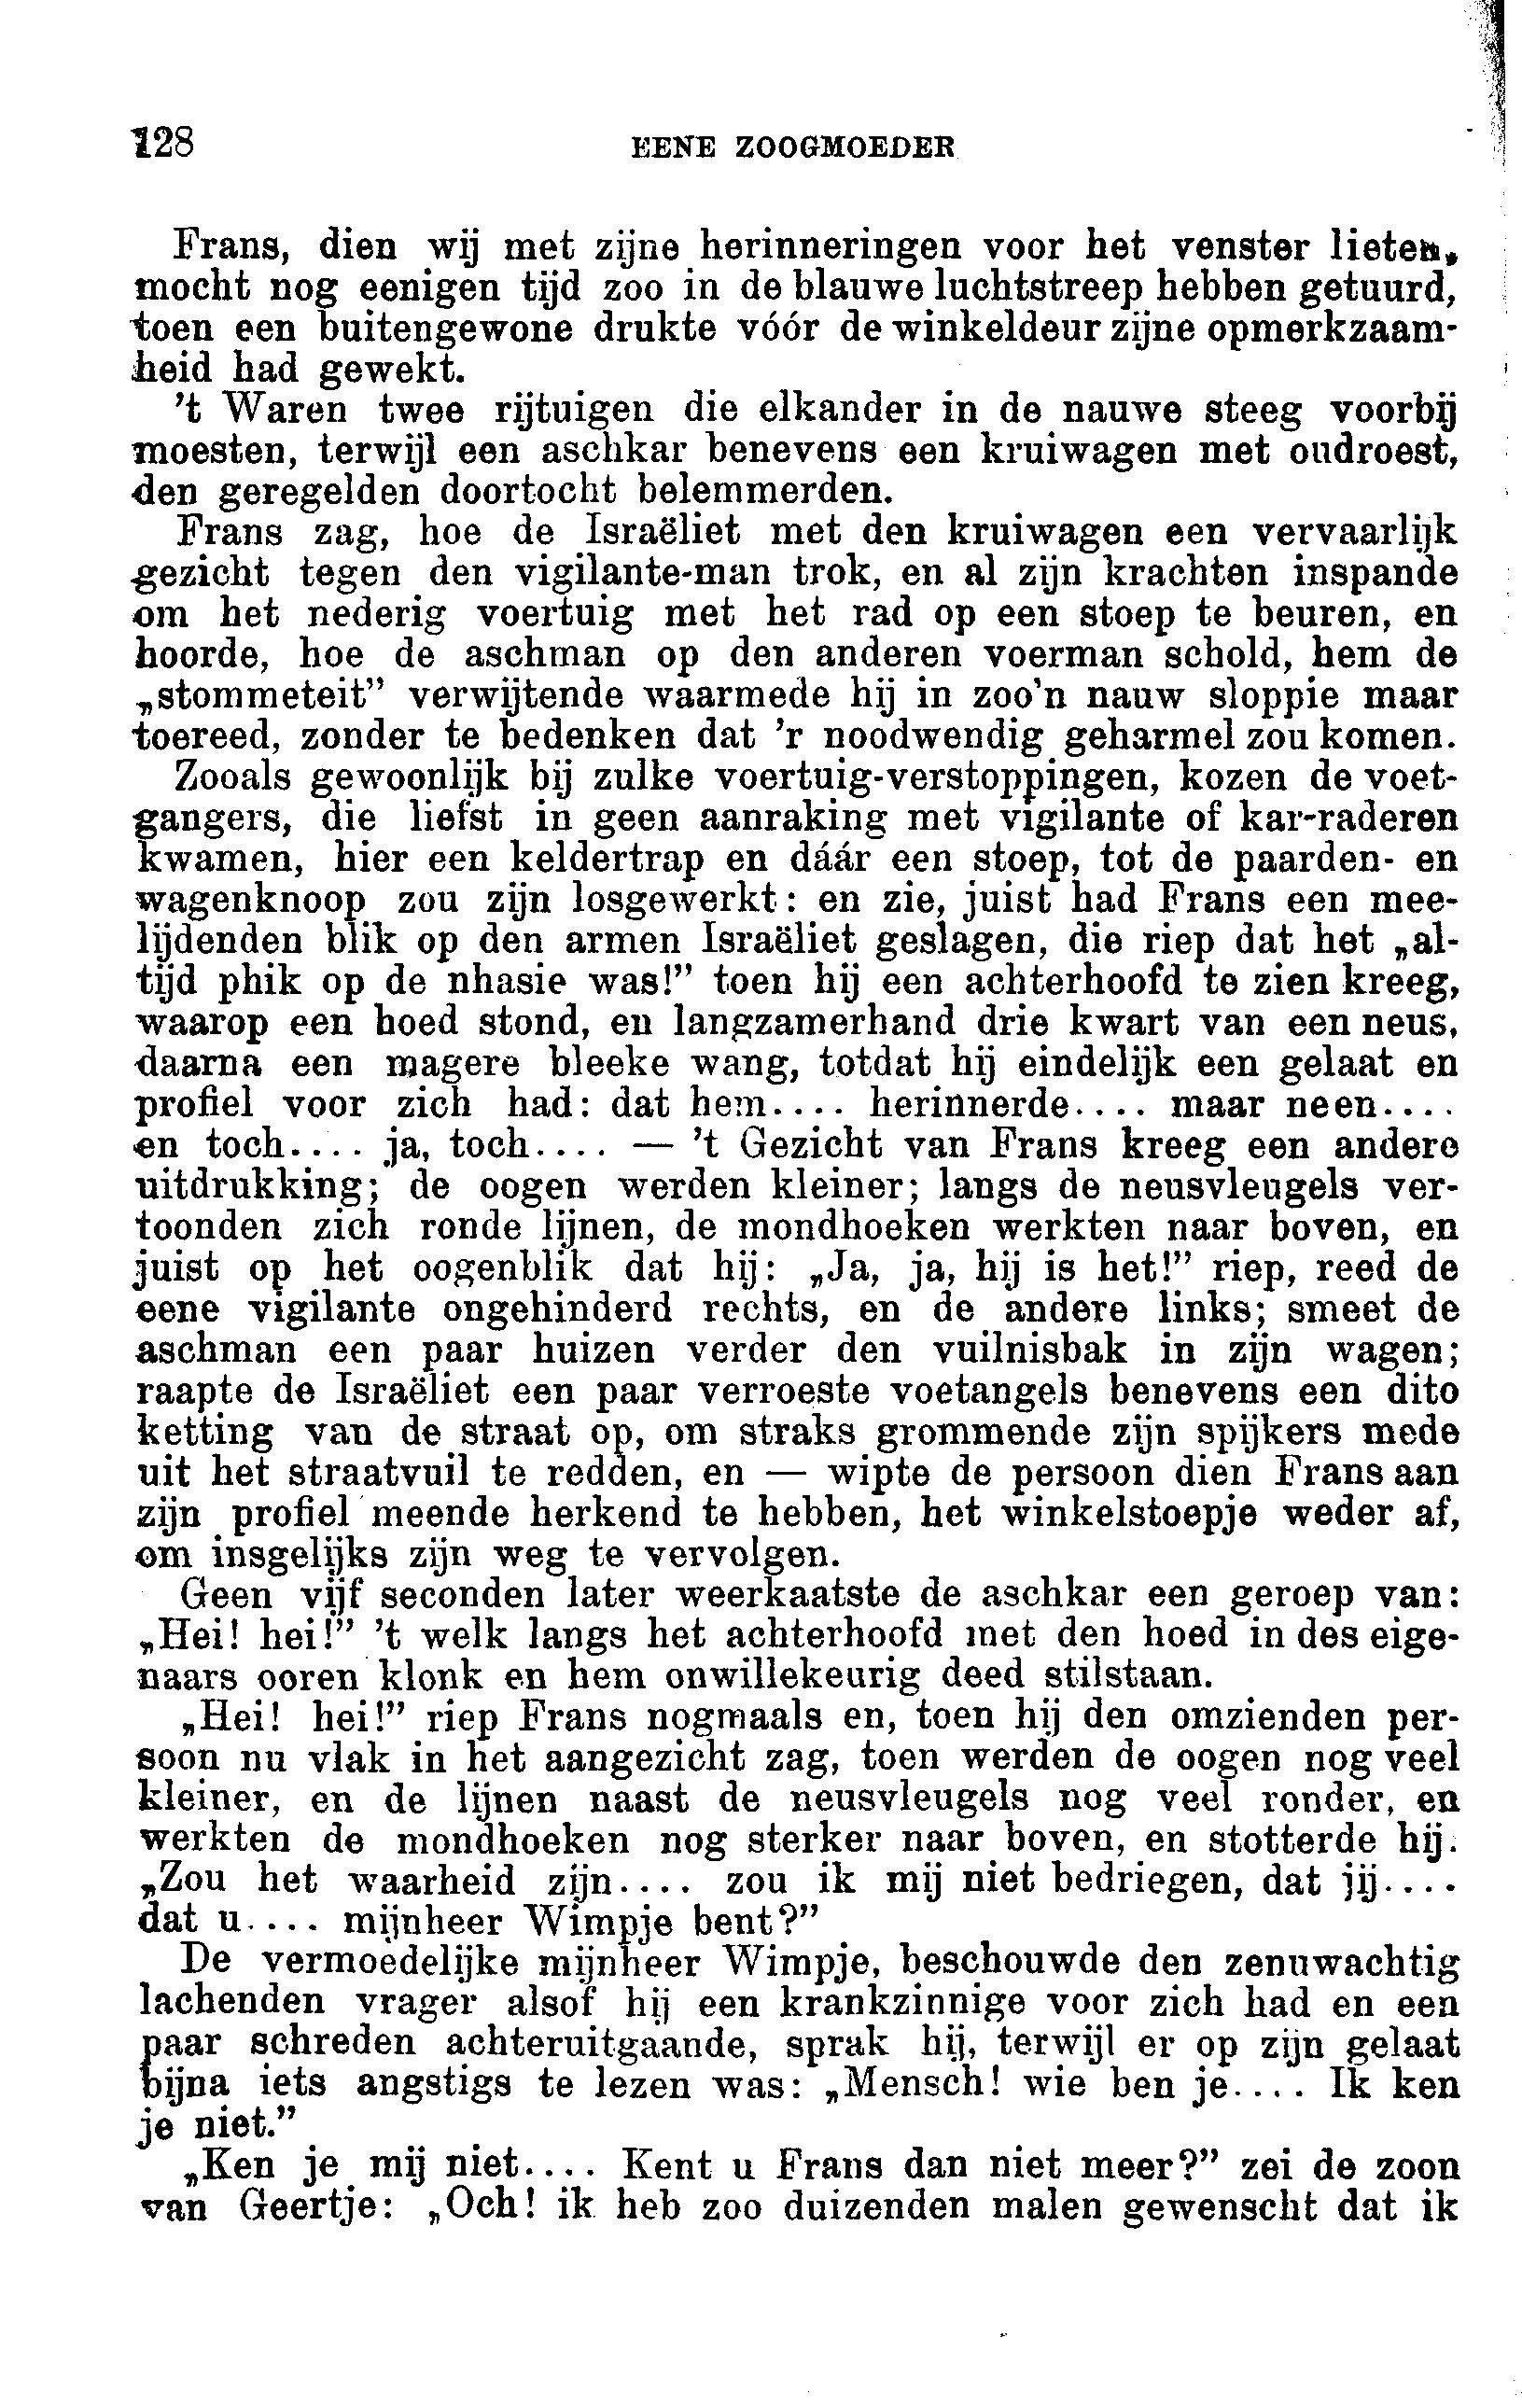 128
EENE ZOOGMOEDER
Frans, dien wij met zijne herinneringen voor het venster lieten,
mocht nog eenigen tijd zoo in de blauwe luchtstreep hebben getuurd,
toen een buitengewone drukte vóór de winkeldeur zijne opmerkzaam-
heid had gewekt.
't Waren twee rijtuigen die elkander in de nauwe steeg voorbij
moesten, terwijl een aschkar benevens een kruiwagen met oudroest,
den geregelden doortocht belemmerden.
Frans zag, hoe de Israëliet met den kruiwagen een vervaarlijk
gezicht tegen den vigilante-man trok, en al zijn krachten inspande
om het nederig voertuig met het rad op een stoep te beuren, en
hoorde, hoe de aschman op den anderen voerman schold, hem de
„stommeteit” verwijtende waarmede hij in zoo'n nauw sloppie maar
toereed, zonder te bedenken dat 'r noodwendig geharmel zou komen.
Zooals gewoonlijk bij zulke voertuig-verstoppingen, kozen de voet-
gangers, die liefst in geen aanraking met vigilante of kar-raderen
kwamen, hier een keldertrap en dáár een stoep, tot de paarden- en
wagenknoop zou zijn losgewerkt: en zie, juist had Frans een mee-
lijdenden blik op den armen Israëliet geslagen, die riep dat het „al-
tijd phik op de nhasie was!” toen hij een achterhoofd te zien kreeg,
waarop een hoed stond, en langzamerhand drie kwart van een neus,
daarna een magere bleeke wang, totdat hij eindelijk een gelaat en
profiel voor zich had: dat hem.... herinnerde.... maar neen....
en toch.... ja, toch.... — 't Gezicht van Frans kreeg een andere
uitdrukking; de oogen werden kleiner; langs de neusvleugels ver-
toonden zich ronde lijnen, de mondhoeken werkten naar boven, en
juist op het oogenblik dat hij: „Ja, ja, hij is het!” riep, reed de
eene vigilante ongehinderd rechts, en de andere links; smeet de
aschman een paar huizen verder den vuilnisbak in zijn wagen;
raapte de Israëliet een paar verroeste voetangels benevens een dito
ketting van de straat op, om straks grommende zijn spijkers mede
uit het straatvuil te redden, en — wipte de persoon dien Frans aan
zijn profiel meende herkend te hebben, het winkelstoepje weder af,
om insgelijks zijn weg te vervolgen.
Geen vijf seconden later weerkaatste de aschkar een geroep van:
„Hei! hei!” 't welk langs het achterhoofd met den hoed in des eige-
naars ooren klonk en hem onwillekeurig deed stilstaan.
„Hei! hei!” riep Frans nogmaals en, toen hij den omzienden per-
soon nu vlak in het aangezicht zag, toen werden de oogen nog veel
kleiner, en de lijnen naast de neusvleugels nog veel ronder, en
werkten de mondhoeken nog sterker naar boven, en stotterde hij.
„Zou het waarheid zijn.... zou ik mij niet bedriegen, dat jij....
dat u.... mijnheer Wimpje bent?”
De vermoedelijke mijnheer Wimpje, beschouwde den zenuwachtig
lachenden vrager alsof hij een krankzinnige voor zich had en een
paar schreden achteruitgaande, sprak hij, terwijl er op zijn gelaat
bijna iets angstigs te lezen was: „Mensch! wie ben je.... Ik ken
je niet.”
„Ken je mij niet.... Kent u Frans dan niet meer?” zei de zoon
van Geertje: „Och! ik heb zoo duizenden malen gewenscht dat ik